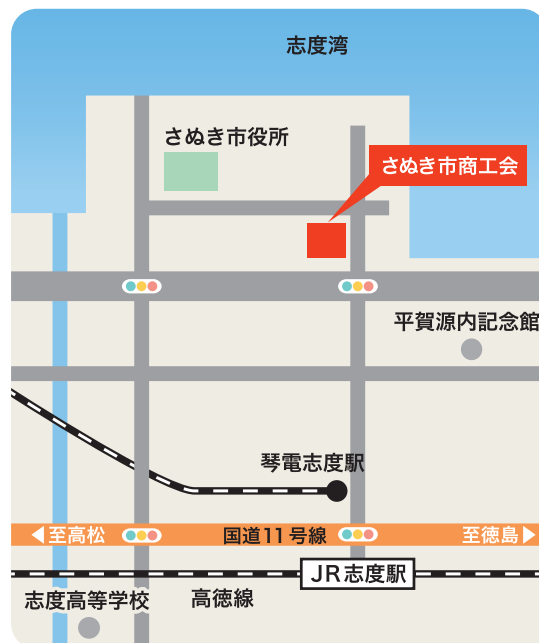 志度湾
さぬき市役所
さぬき市商工会
平賀源内記念館
琴電志度駅
至高松
国道11号線
至徳島
JR志度駅
志度高等学校
高徳線